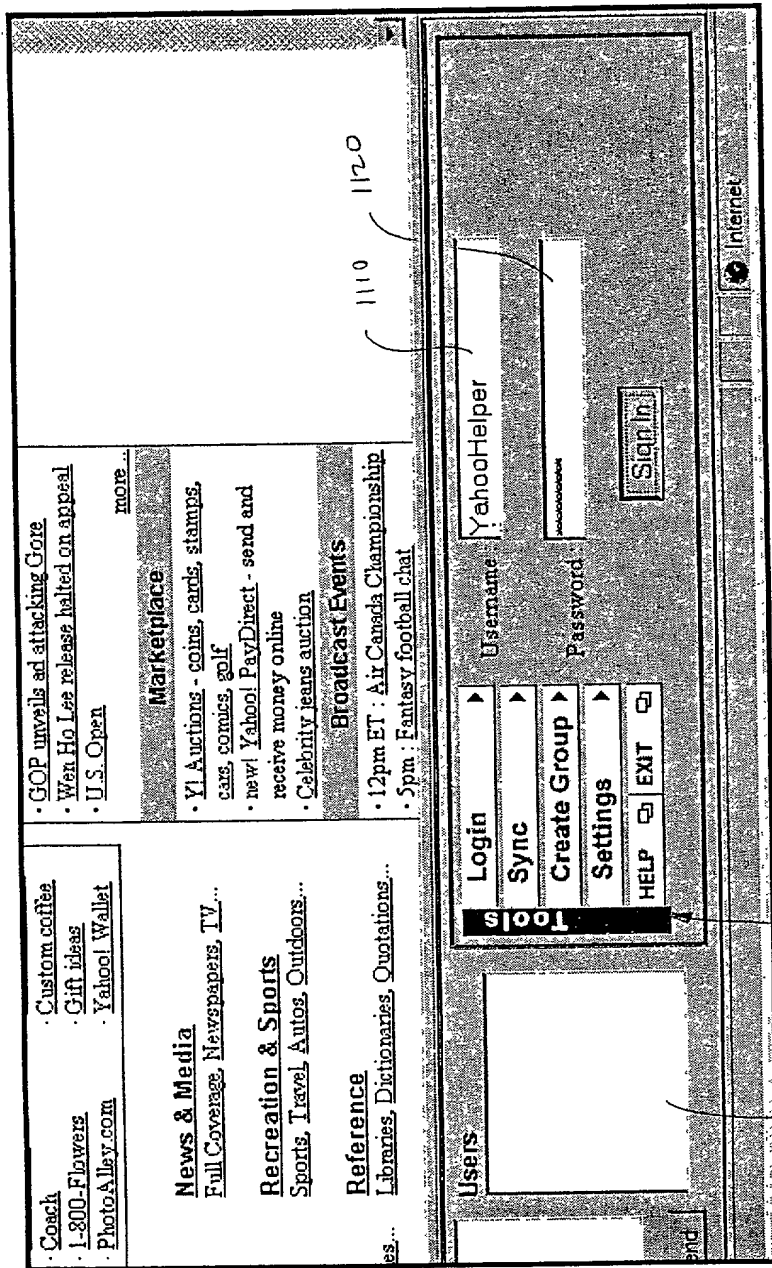 · Coach
· Custom coffee
· 1-800-Flowers
· Gift ideas
· PhotoAlley.com
· Yahoo! Wallet
News & Media
Full Coverage, Newspapers, TV...
Recreation & Sports
Sports, Travel, Autos, Outdoors...
Reference
Libraries, Dictionaries, Quotations...
es...
· GOP unveils ad attacking Gore
· Wen Ho Lee release halted on appeal
· U.S. Open
more...
Marketplace
· Y! Auctions - coins, cards, stamps,
cars, comics, golf
· new! Yahoo! PayDirect - send and
receive money online
· Celebrity jeans auction
Broadcast Events
· 12pm ET : Air Canada Championship
· 5pm : Fantasy football chat
1110
1120
end
Users
Tools
Login
Sync
Create Group
Settings
HELP
EXIT
Username:
YahooHelper
Password:
Sign In
Internet